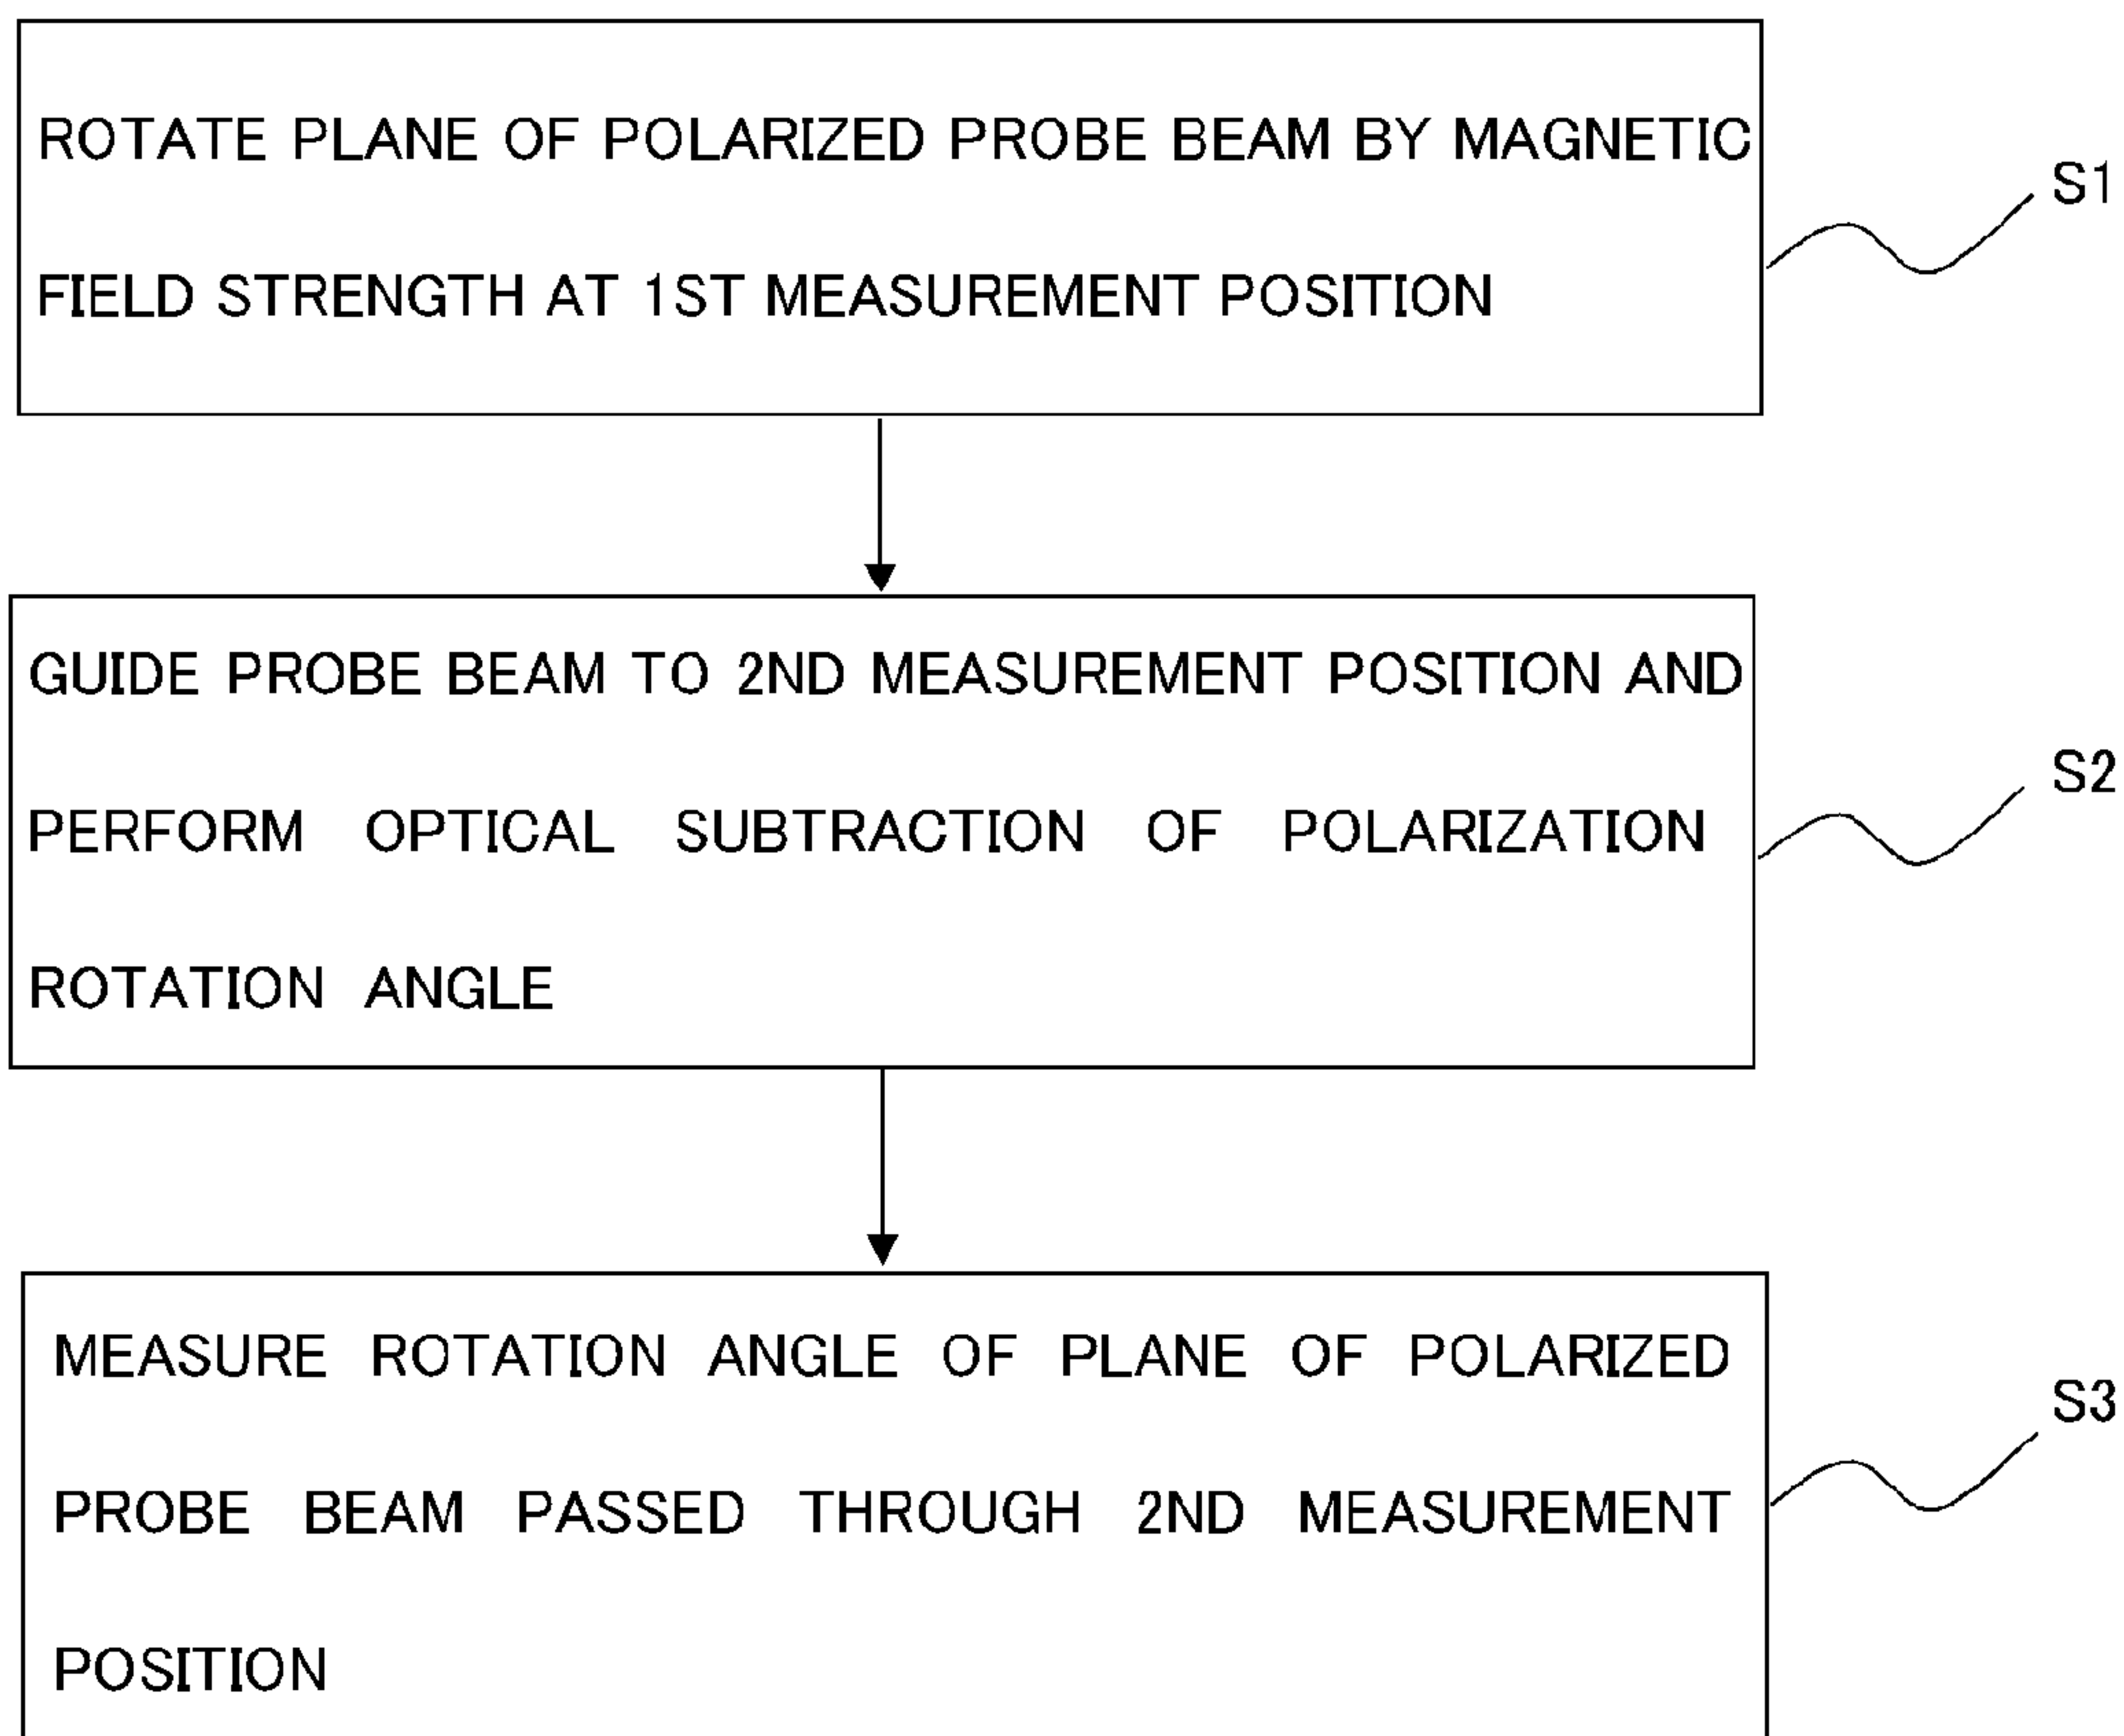 ROTATE PLANE OF POLARIZED PROBE BEAM BY MAGNETIC
FIELD STRENGTH AT 1ST MEASUREMENT POSITION
S1
GUIDE PROBE BEAM TO 2ND MEASUREMENT POSITION AND
PERFORM OPTICAL SUBTRACTION OF POLARIZATION
ROTATION ANGLE
S2
MEASURE ROTATION ANGLE OF PLANE OF POLARIZED
PROBE BEAM PASSED THROUGH 2ND MEASUREMENT
POSITION
S3